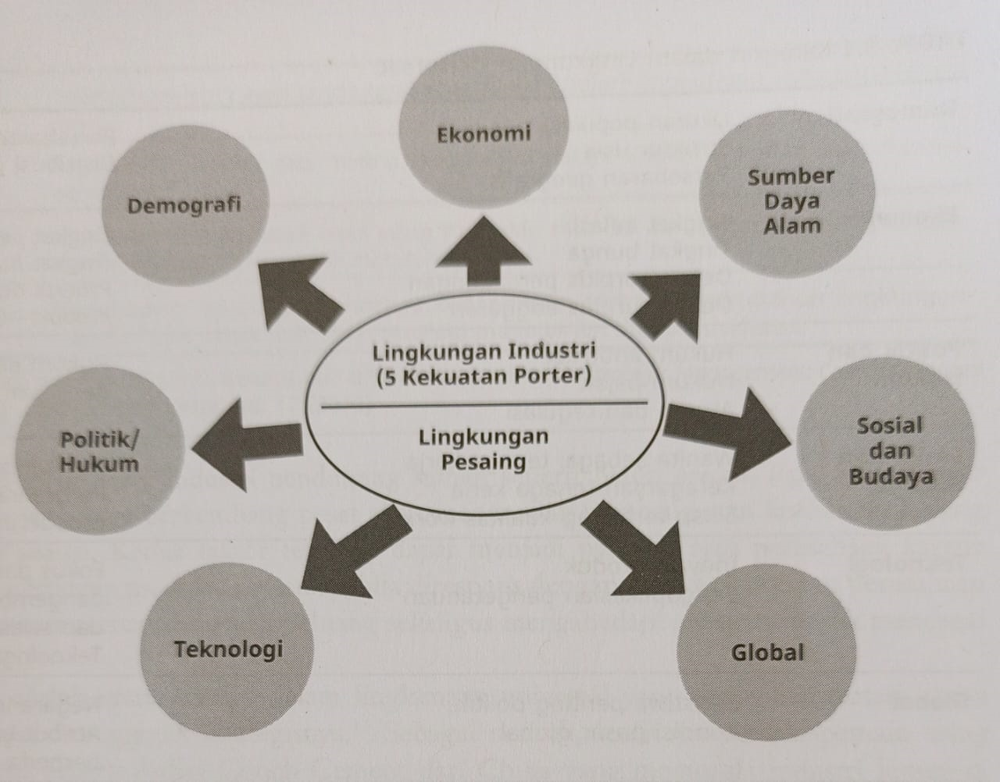 Ekonomi
Sumber
Daya
Alam
Demografi
Lingkungan Industri
(5 Kekuatan Porter)
Lingkungan
Pesaing
Politik/
Hukum
Sosial
dan
Budaya
Teknologi
Global